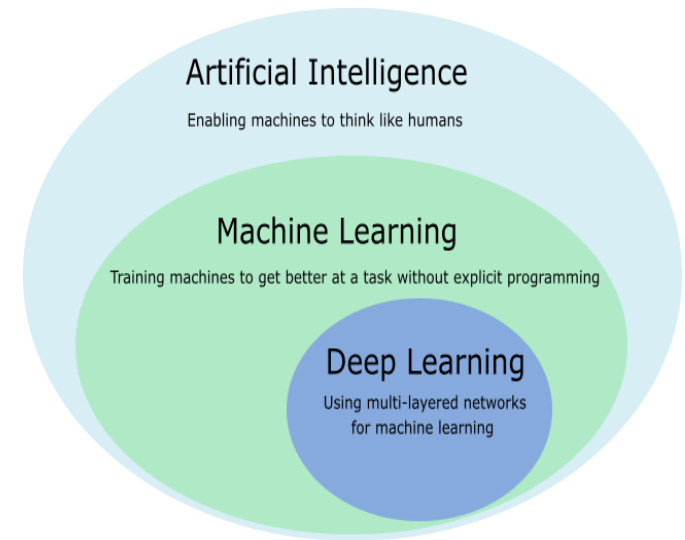 Artificial Intelligence
Enabling machines to think like humans
Machine Learning
Training machines to get better at a task without explicit programming
Deep Learning
Using multi-layered networks
for machine learning